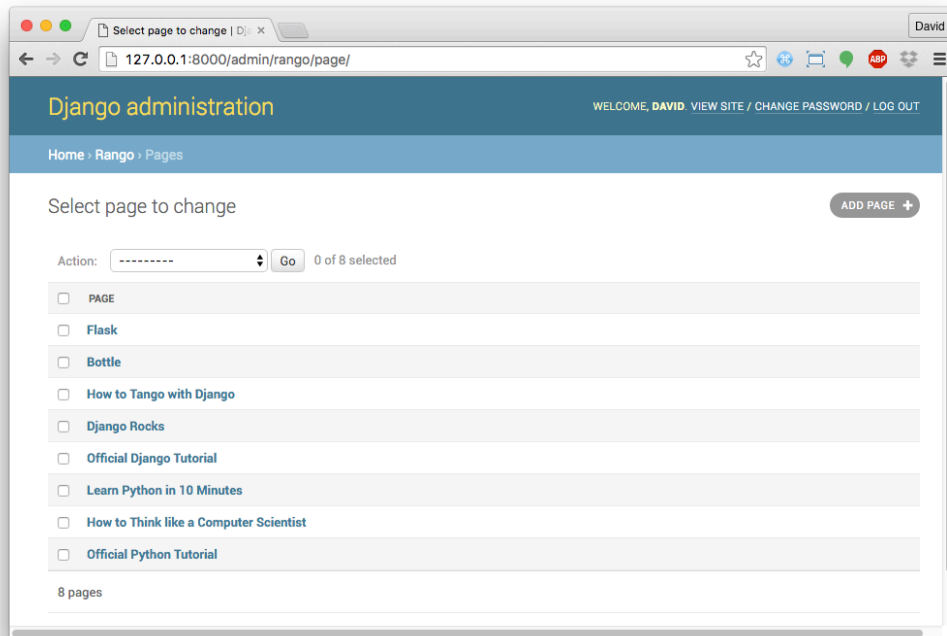 Select page to change | Dj
David
127.0.0.1:8000/admin/rango/page/
ABP
Django administration
WELCOME, DAVID. VIEW SITE / CHANGE PASSWORD / LOG OUT
Home › Rango › Pages
Select page to change
ADD PAGE +
Action: --------- Go 0 of 8 selected
PAGE
Flask
Bottle
How to Tango with Django
Django Rocks
Official Django Tutorial
Learn Python in 10 Minutes
How to Think like a Computer Scientist
Official Python Tutorial
8 pages